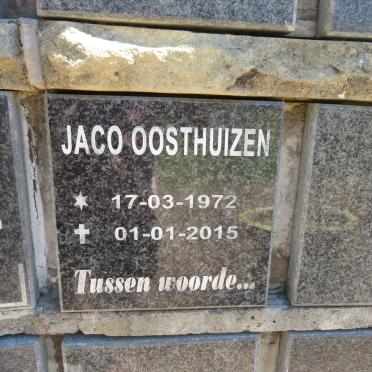 JACO OOSTHUIZEN
✶ 17-03-1972
✝ 01-01-2015
Tussen woorde...